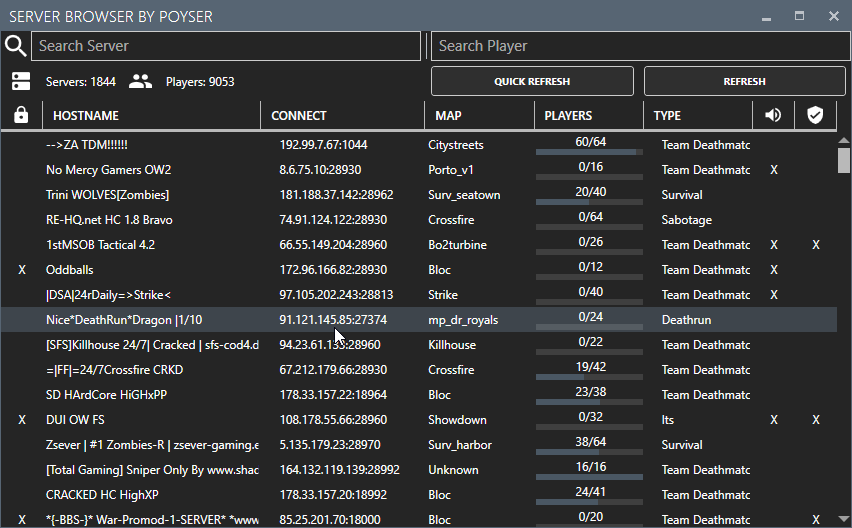 SERVER BROWSER BY POYSER
Search Server Search Player
Servers: 1844 Players: 9053 QUICK REFRESH REFRESH
HOSTNAME CONNECT MAP PLAYERS TYPE
-->ZA TDM!!!!!! 192.99.7.67:1044 Citystreets 60/64 Team Deathmatc
No Mercy Gamers OW2 8.6.75.10:28930 Porto_v1 0/16 Team Deathmatc X
Trini WOLVES[Zombies] 181.188.37.142:28962 Surv_seatown 20/40 Survival
RE-HQ.net HC 1.8 Bravo 74.91.124.122:28930 Crossfire 0/64 Sabotage
1stMSOB Tactical 4.2 66.55.149.204:28960 Bo2turbine 0/26 Team Deathmatc X X
X Oddballs 172.96.166.82:28930 Bloc 0/12 Team Deathmatc X
|DSA|24rDaily=>Strike< 97.105.202.243:28813 Strike 0/40 Team Deathmatc X
Nice*DeathRun*Dragon |1/10 91.121.145.85:27374 mp_dr_royals 0/24 Deathrun
[SFS]Killhouse 24/7| Cracked | sfs-cod4.d Killhouse 0/22 Team Deathmatc
=|FF|=24/7Crossfire CRKD 67.212.179.66:28930 Crossfire 19/42 Team Deathmatc
SD HArdCore HiGHxPP 178.33.157.22:18964 Bloc 23/38 Team Deathmatc
X DUI OW FS 108.178.55.66:28960 Showdown 0/32 Its X X
Zsever | #1 Zombies-R | zsever-gaming.e 5.135.179.23:28970 Surv_harbor 38/64 Survival
[Total Gaming] Sniper Only By www.shac 164.132.119.139:28992 Unknown 16/16 Team Deathmatc
CRACKED HC HighXP 178.33.157.20:18992 Bloc 24/41 Team Deathmatc
X *{-BBS-}* War-Promod-1-SERVER* *www 85.25.201.70:18000 Bloc 0/20 Team Deathmatc X